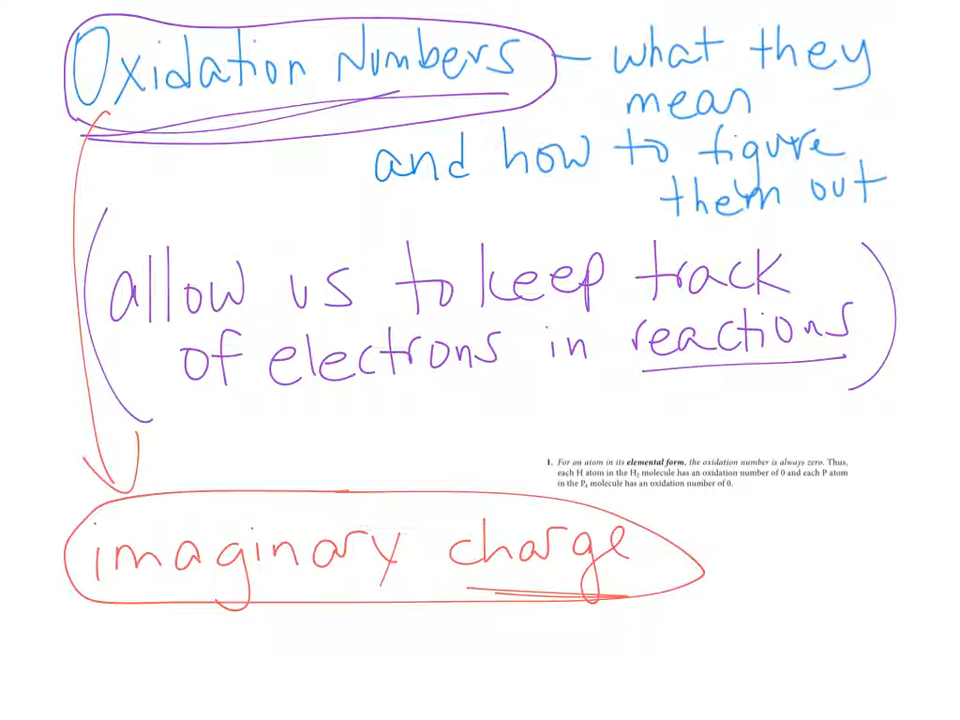 Oxidation Numbers - what they
mean
and how to figure
them out
(allow us to keep track
of electrons in reactions)
1. For an atom in its elemental form, the oxidation number is always zero. Thus,
each H atom in the H₂ molecule has an oxidation number of 0 and each P atom
in the P₄ molecule has an oxidation number of 0.
imaginary charge